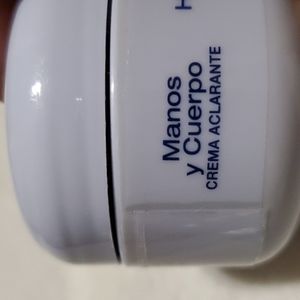 H
Manos
y Cuerpo
CREMA ACLARANTE